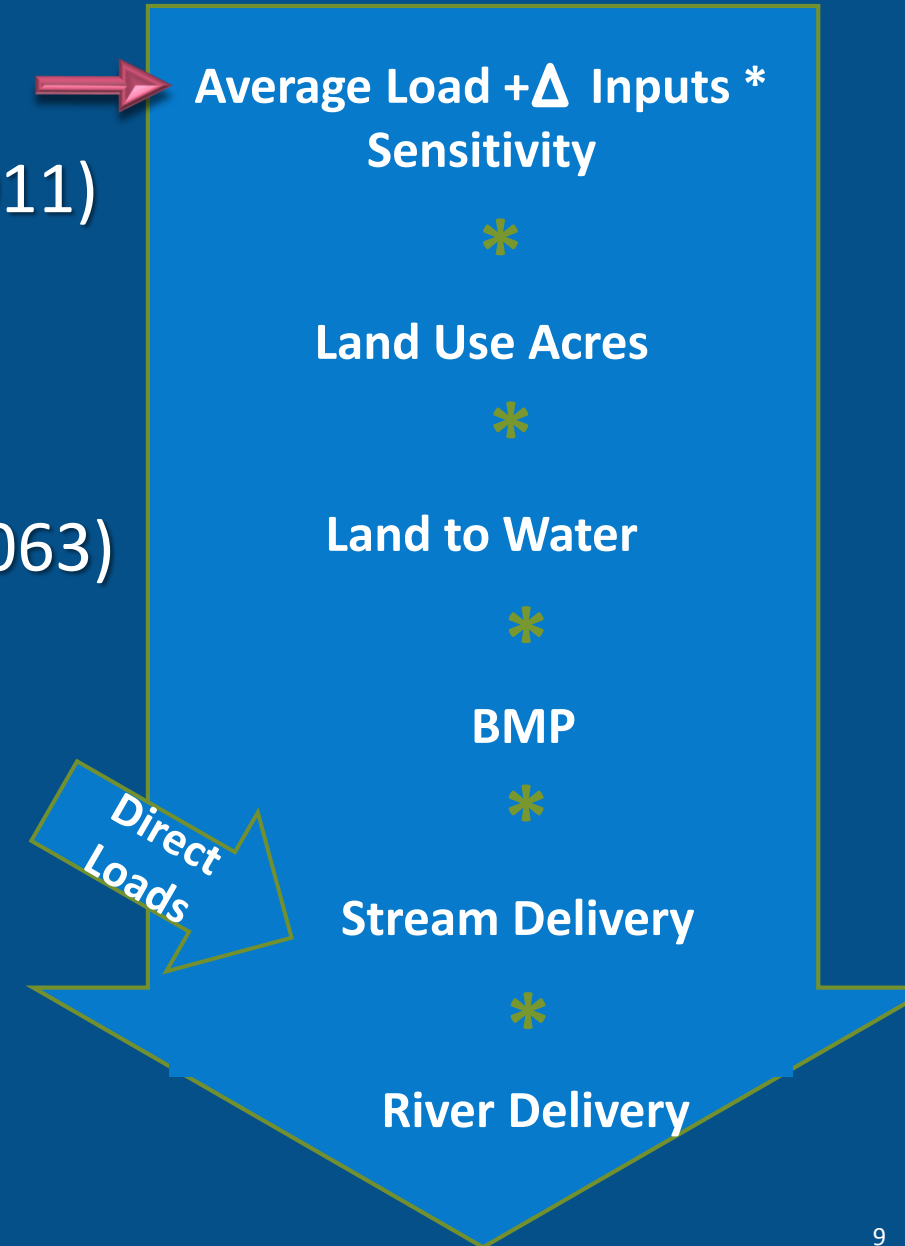 Average Load +Δ Inputs *
Sensitivity
11)
*
Land Use Acres
*
Land to Water
063)
*
BMP
*
Direct
Loads
Stream Delivery
*
River Delivery
9